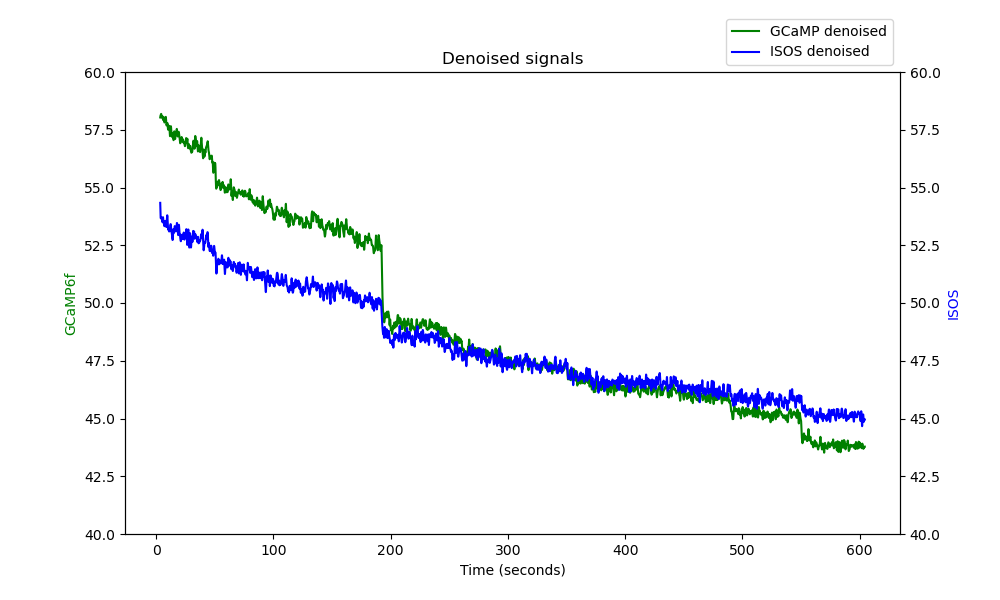 GCaMP denoised
ISOS denoised
Denoised signals
60.0
57.5
55.0
52.5
50.0
47.5
45.0
42.5
40.0
GCaMP6f
60.0
57.5
55.0
52.5
50.0
47.5
45.0
42.5
40.0
ISOS
0 100 200 300 400 500 600
Time (seconds)